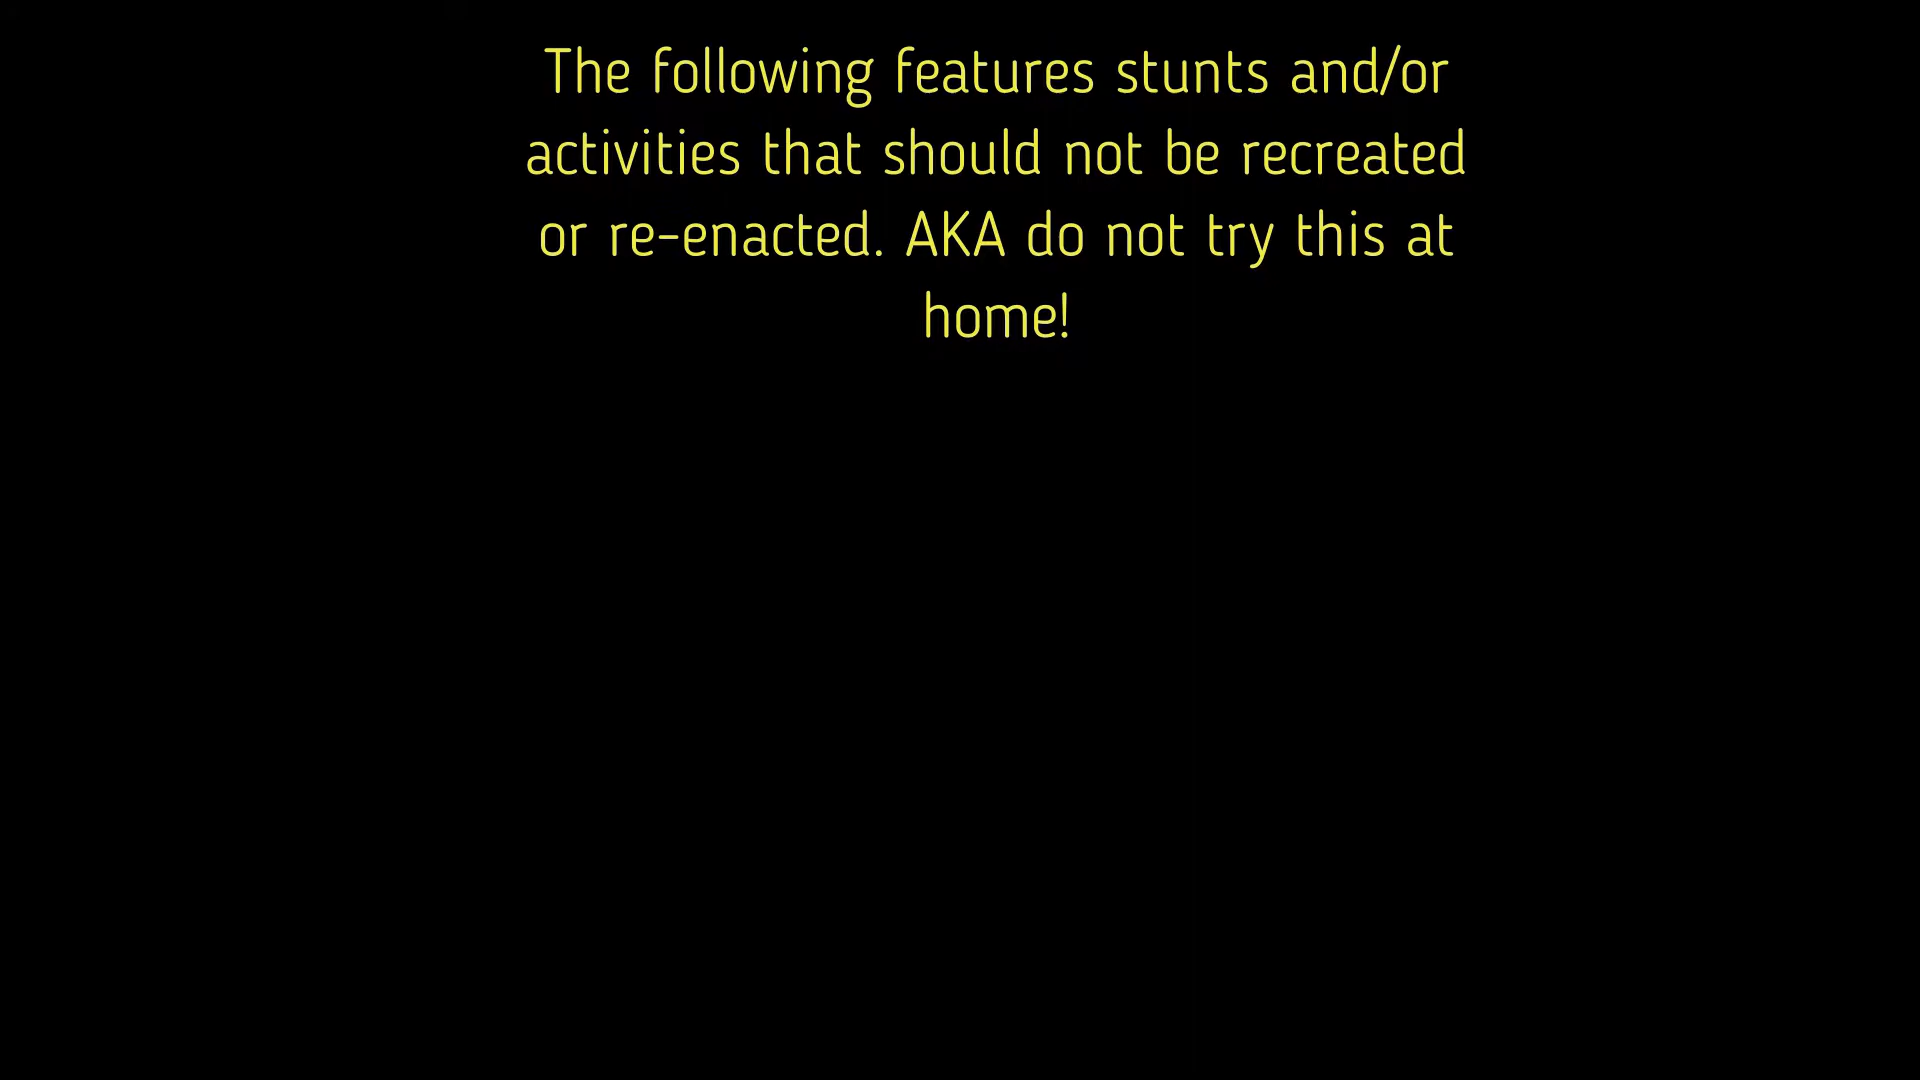 The following features stunts and/or
activities that should not be recreated
or re-enacted. AKA do not try this at
home!